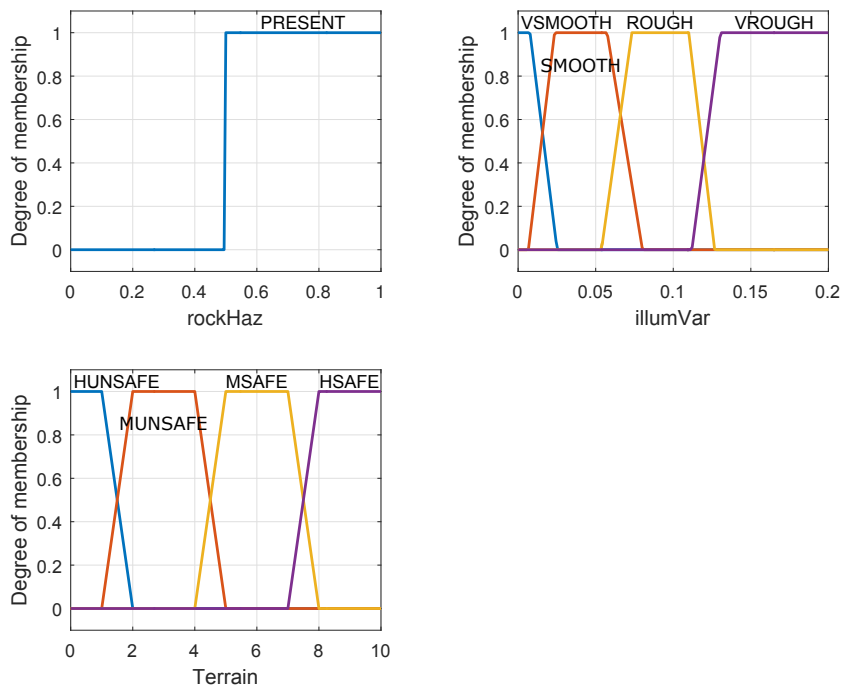 PRESENT
1
0.8
0.6
0.4
0.2
0
Degree of membership
0 0.2 0.4 0.6 0.8 1
rockHaz
VSMOOTH ROUGH VROUGH
SMOOTH
1
0.8
0.6
0.4
0.2
0
Degree of membership
0 0.05 0.1 0.15 0.2
illumVar
HUNSAFE MSAFE HSAFE
MUNSAFE
1
0.8
0.6
0.4
0.2
0
Degree of membership
0 2 4 6 8 10
Terrain